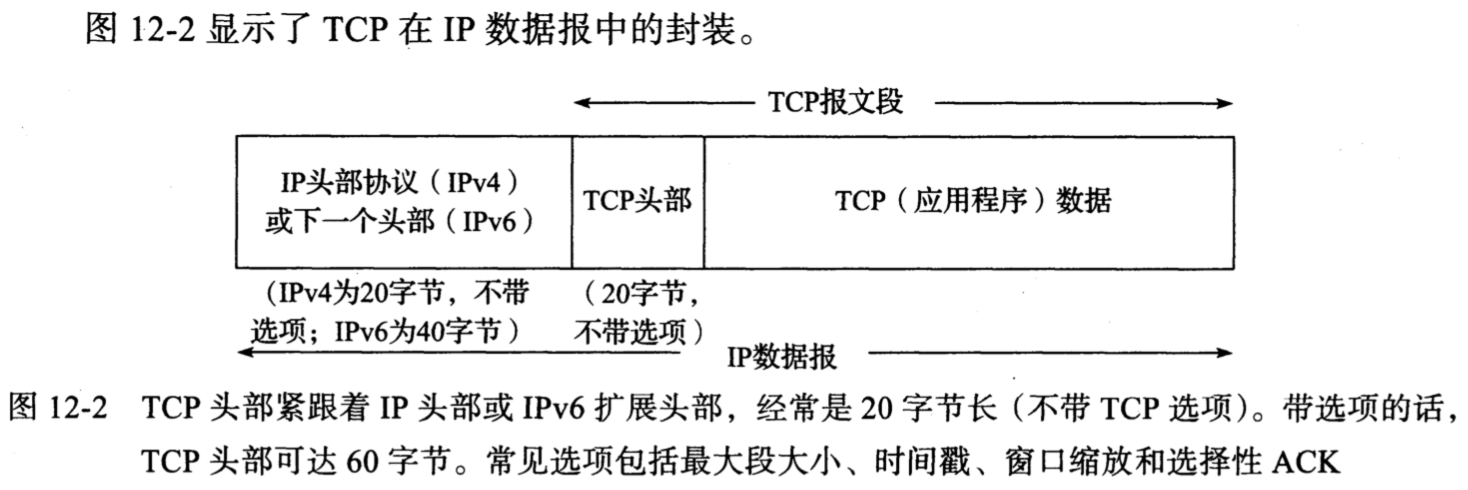 图 12-2 显示了 TCP 在 IP 数据报中的封装。
TCP报文段
IP头部协议（IPv4）
或下一个头部（IPv6）
TCP头部
TCP（应用程序）数据
（IPv4为20字节，不带
选项；IPv6为40字节）
（20字节，
不带选项）
IP数据报
图 12-2 TCP 头部紧跟着 IP 头部或 IPv6 扩展头部，经常是 20 字节长（不带 TCP 选项）。带选项的话，
TCP 头部可达 60 字节。常见选项包括最大段大小、时间戳、窗口缩放和选择性 ACK